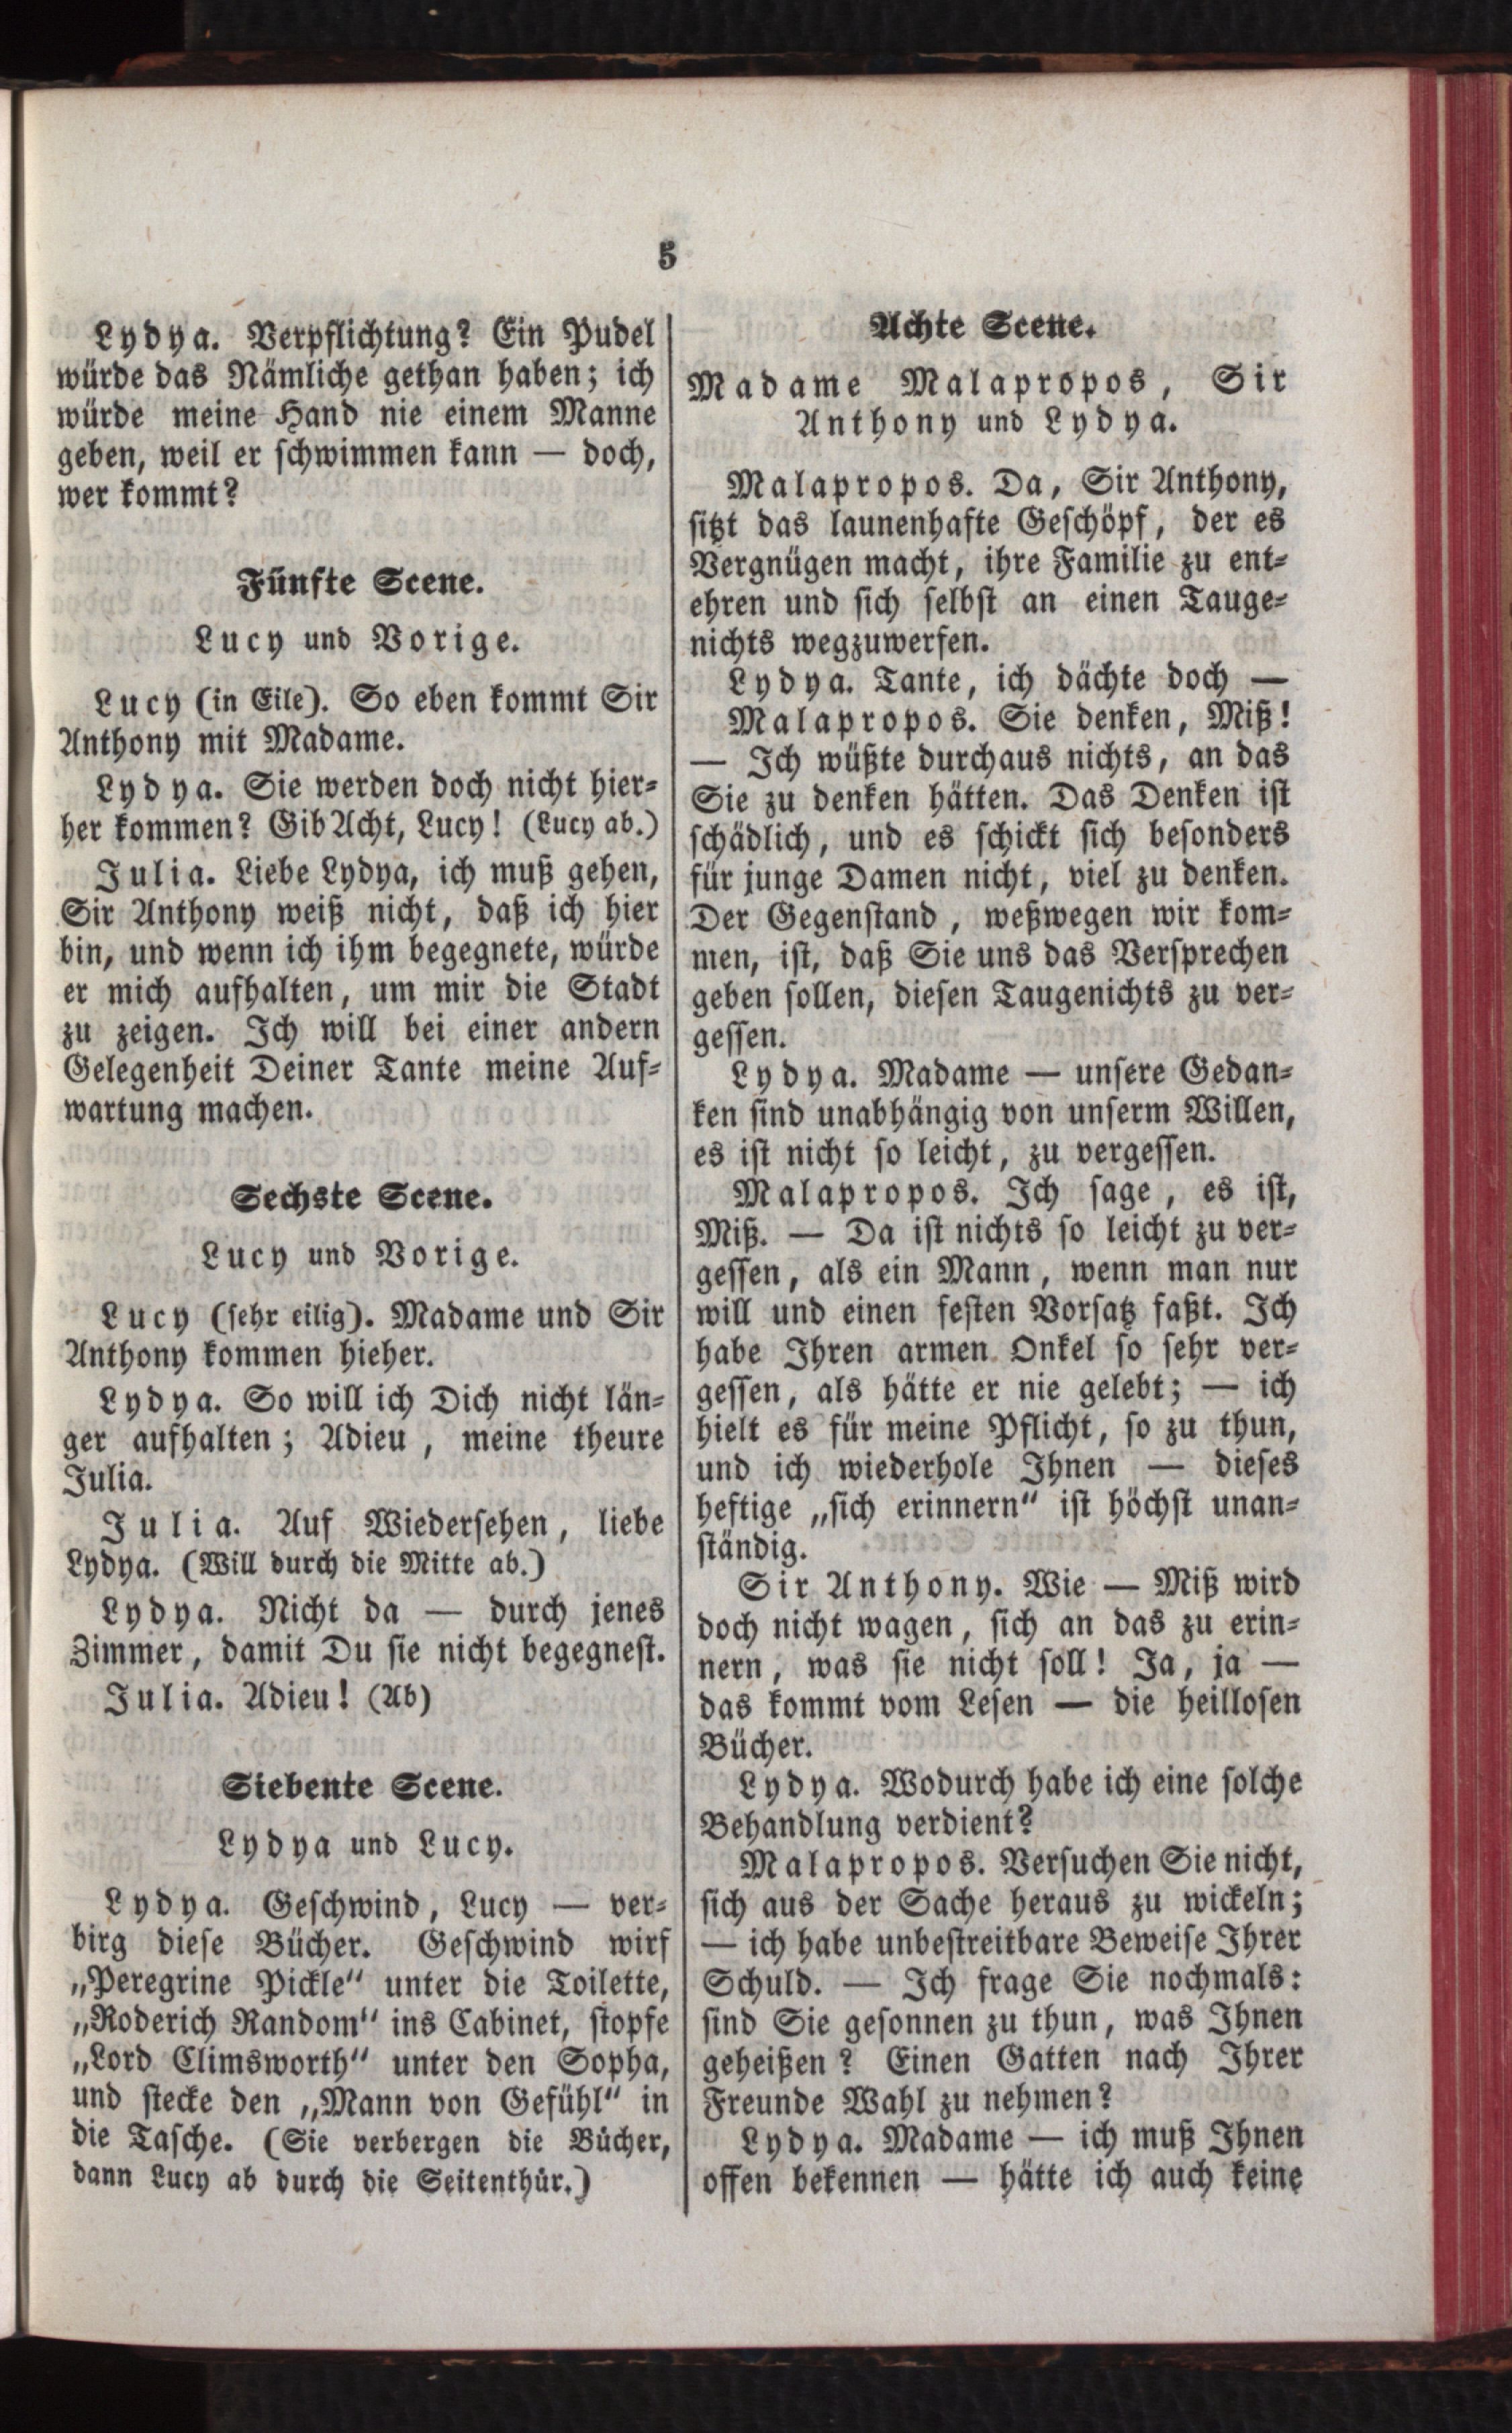 5
Lydya. Verpflichtung? Ein Pudel
würde das Nämliche gethan haben; ich
würde meine Hand nie einem Manne
geben, weil er schwimmen kann — doch,
wer kommt?
Fünfte Scene.
Lucy und Vorige.
Lucy (in Eile). So eben kommt Sir
Anthony mit Madame.
Lydya. Sie werden doch nicht hier-
her kommen? Gib Acht, Lucy! (Lucy ab.)
Julia. Liebe Lydya, ich muß gehen,
Sir Anthony weiß nicht, daß ich hier
bin, und wenn ich ihm begegnete, würde
er mich aufhalten, um mir die Stadt
zu zeigen. Ich will bei einer andern
Gelegenheit Deiner Tante meine Auf-
wartung machen.
Sechste Scene.
Lucy und Vorige.
Lucy (sehr eilig). Madame und Sir
Anthony kommen hieher.
Lydya. So will ich Dich nicht län-
ger aufhalten; Adieu, meine theure
Julia.
Julia. Auf Wiedersehen, liebe
Lydya. (Will durch die Mitte ab.)
Lydya. Nicht da — durch jenes
Zimmer, damit Du sie nicht begegnest.
Julia. Adieu! (Ab)
Siebente Scene.
Lydya und Lucy.
Lydya. Geschwind, Lucy — ver-
birg diese Bücher. Geschwind wirf
„Peregrine Pickle“ unter die Toilette,
„Roderich Random“ ins Cabinet, stopfe
„Lord Climsworth“ unter den Sopha,
und stecke den „Mann von Gefühl“ in
die Tasche. (Sie verbergen die Bücher,
dann Lucy ab durch die Seitenthür.)
Achte Scene.
Madame Malapropos, Sir
Anthony und Lydya.
Malapropos. Da, Sir Anthony,
sitzt das launenhafte Geschöpf, der es
Vergnügen macht, ihre Familie zu ent-
ehren und sich selbst an einen Tauge-
nichts wegzuwerfen.
Lydya. Tante, ich dächte doch —
Malapropos. Sie denken, Miß!
— Ich wüßte durchaus nichts, an das
Sie zu denken hätten. Das Denken ist
schädlich, und es schickt sich besonders
für junge Damen nicht, viel zu denken.
Der Gegenstand, weßwegen wir kom-
men, ist, daß Sie uns das Versprechen
geben sollen, diesen Taugenichts zu ver-
gessen.
Lydya. Madame — unsere Gedan-
ken sind unabhängig von unserm Willen,
es ist nicht so leicht, zu vergessen.
Malapropos. Ich sage, es ist,
Miß. — Da ist nichts so leicht zu ver-
gessen, als ein Mann, wenn man nur
will und einen festen Vorsatz faßt. Ich
habe Ihren armen Onkel so sehr ver-
gessen, als hätte er nie gelebt; — ich
hielt es für meine Pflicht, so zu thun,
und ich wiederhole Ihnen — dieses
heftige „sich erinnern“ ist höchst unan-
ständig.
Sir Anthony. Wie — Miß wird
doch nicht wagen, sich an das zu erin-
nern, was sie nicht soll! Ja, ja —
das kommt vom Lesen — die heillosen
Bücher.
Lydya. Wodurch habe ich eine solche
Behandlung verdient?
Malapropos. Versuchen Sie nicht,
sich aus der Sache heraus zu wickeln;
— ich habe unbestreitbare Beweise Ihrer
Schuld. — Ich frage Sie nochmals:
sind Sie gesonnen zu thun, was Ihnen
geheißen? Einen Gatten nach Ihrer
Freunde Wahl zu nehmen?
Lydya. Madame — ich muß Ihnen
offen bekennen — hätte ich auch keine